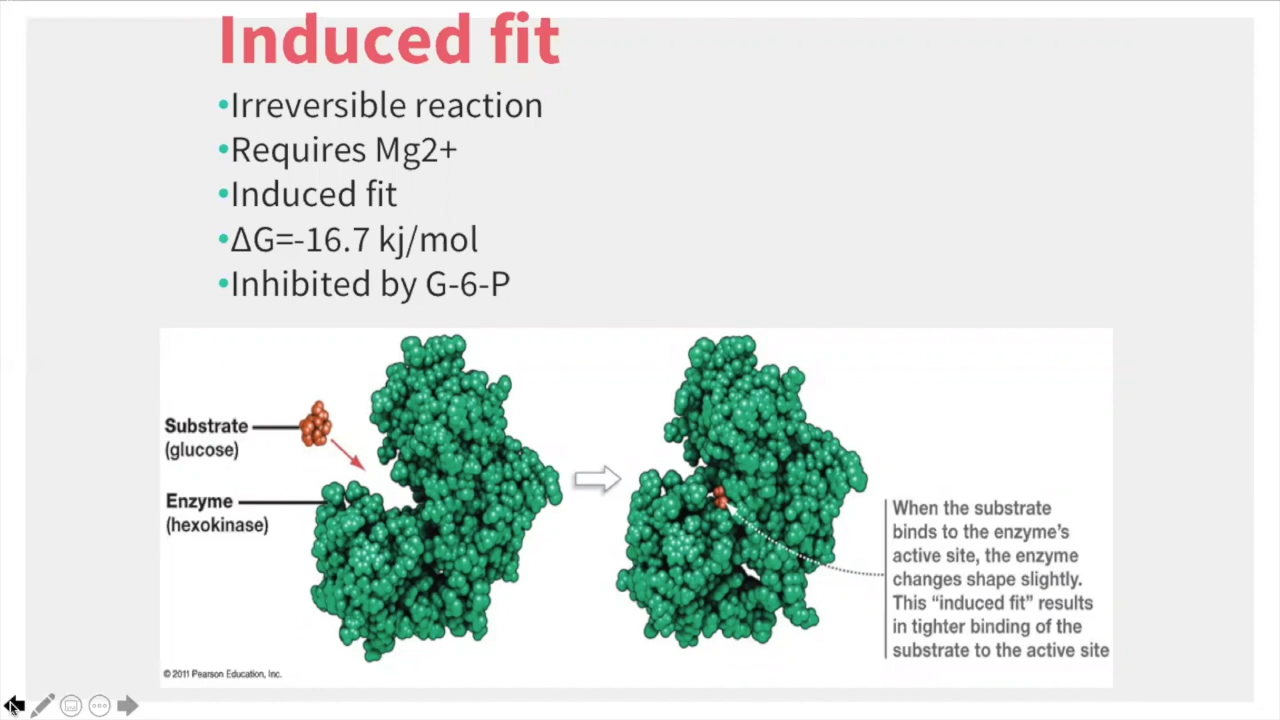 Induced fit
•Irreversible reaction
•Requires Mg2+
•Induced fit
•ΔG=-16.7 kj/mol
•Inhibited by G-6-P
Substrate
(glucose)
Enzyme
(hexokinase)
When the substrate
binds to the enzyme's
active site, the enzyme
changes shape slightly.
This “induced fit” results
in tighter binding of the
substrate to the active site
© 2011 Pearson Education, Inc.